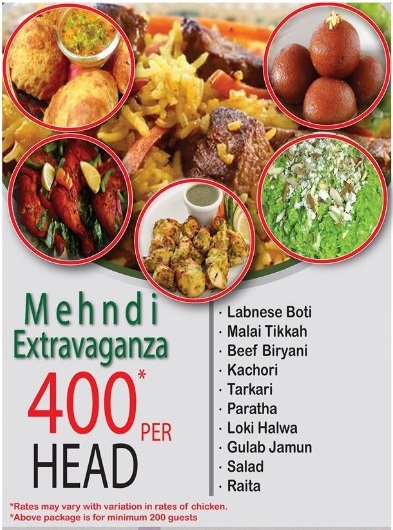 Mehndi
Extravaganza
400*
PER
HEAD
· Labnese Boti
· Malai Tikkah
· Beef Biryani
· Kachori
· Tarkari
· Paratha
· Loki Halwa
· Gulab Jamun
· Salad
· Raita
*Rates may vary with variation in rates of chicken.
*Above package is for minimum 200 guests